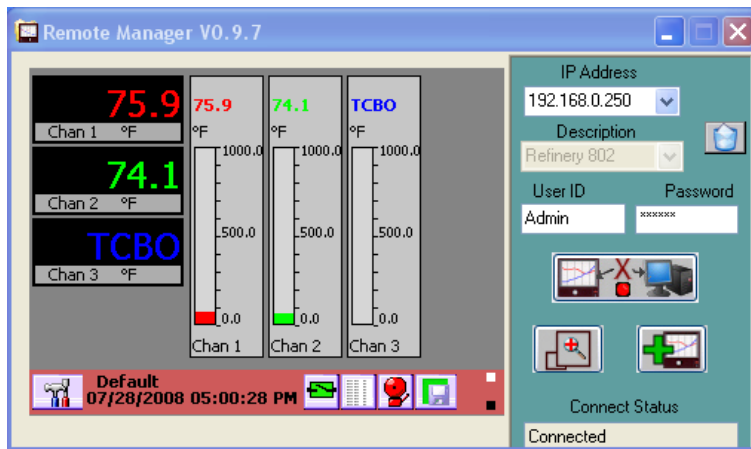 Remote Manager V0.9.7
75.9
Chan 1 °F
74.1
Chan 2 °F
TCBO
Chan 3 °F
75.9
°F
1000.0
500.0
0.0
Chan 1
74.1
°F
1000.0
500.0
0.0
Chan 2
TCBO
°F
1000.0
500.0
0.0
Chan 3
Default
07/28/2008 05:00:28 PM
IP Address
192.168.0.250
Description
Refinery 802
User ID Password
Admin ******
Connect Status
Connected